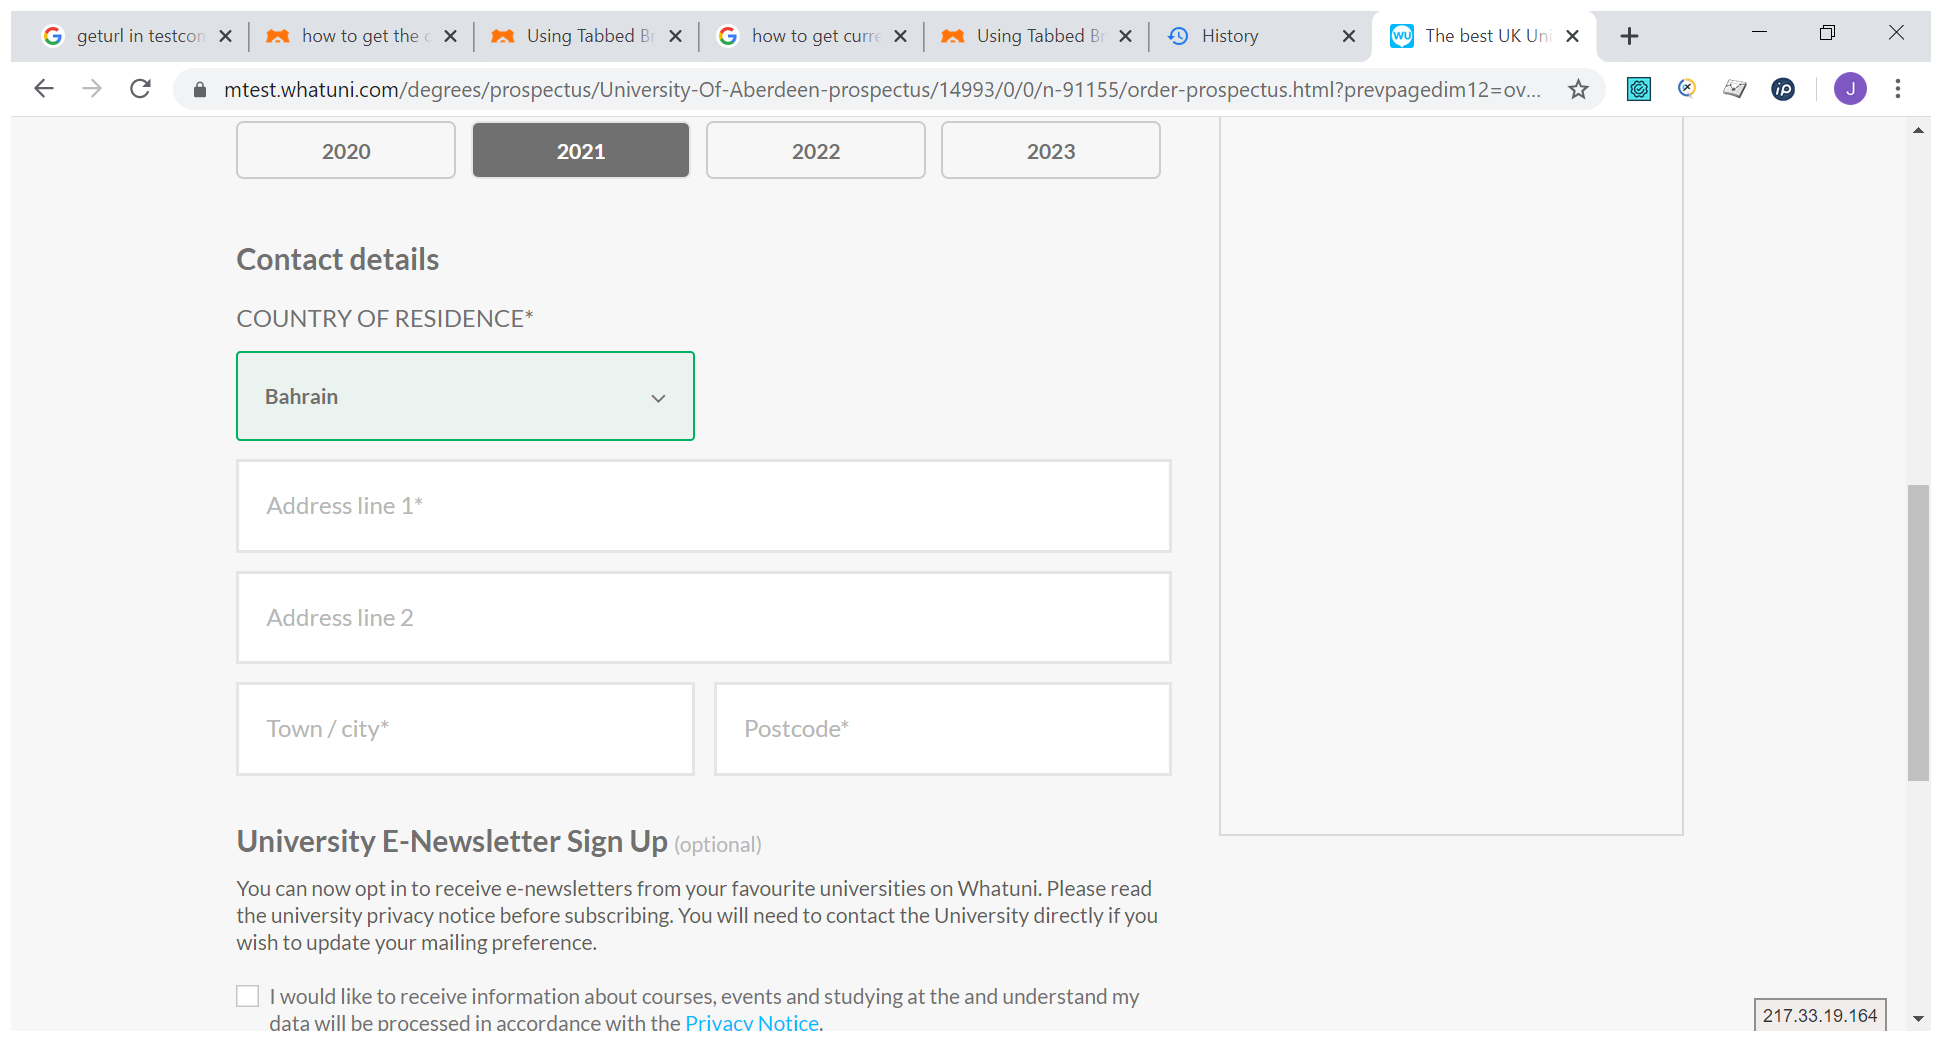 geturl in testcon
how to get the c
Using Tabbed Br
how to get curre
Using Tabbed Br
History
The best UK Uni
mtest.whatuni.com/degrees/prospectus/University-Of-Aberdeen-prospectus/14993/0/0/n-91155/order-prospectus.html?prevpagedim12=ov...
J
2020 2021 2022 2023
Contact details
COUNTRY OF RESIDENCE*
Bahrain
Address line 1*
Address line 2
Town / city* Postcode*
University E-Newsletter Sign Up (optional)
You can now opt in to receive e-newsletters from your favourite universities on Whatuni. Please read
the university privacy notice before subscribing. You will need to contact the University directly if you
wish to update your mailing preference.
I would like to receive information about courses, events and studying at the and understand my
data will be processed in accordance with the Privacy Notice.
217.33.19.164